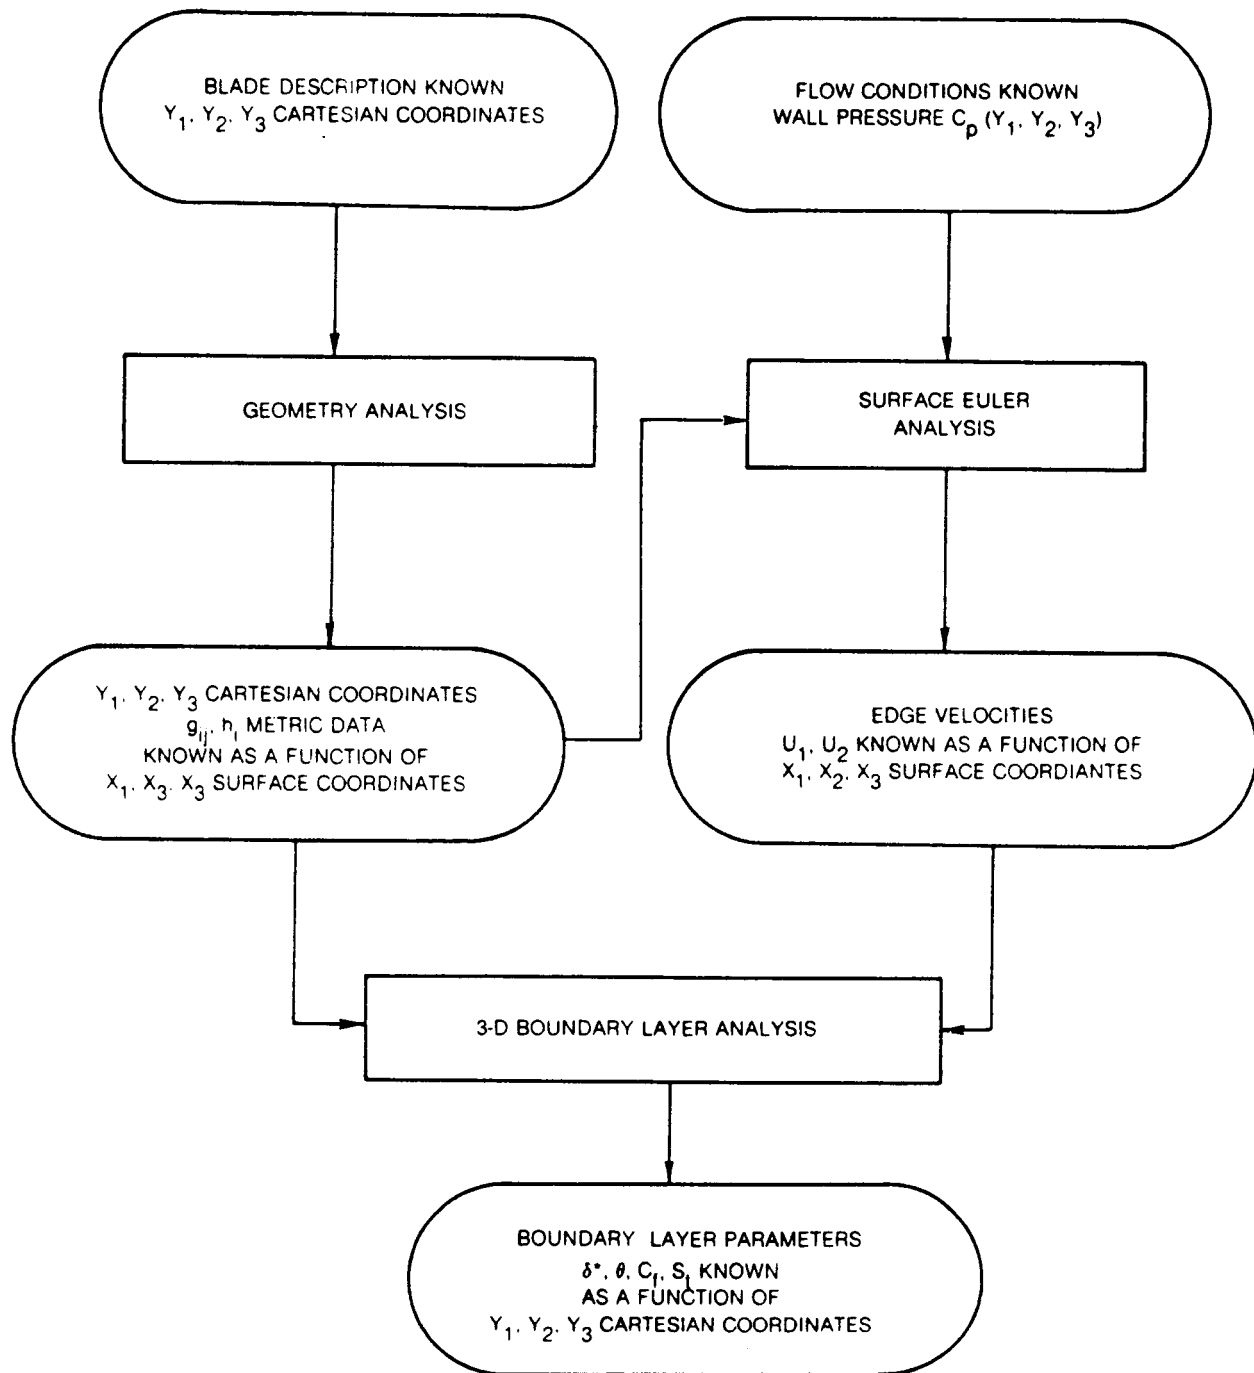 BLADE DESCRIPTION KNOWN
Y₁, Y₂, Y₃ CARTESIAN COORDINATES
FLOW CONDITIONS KNOWN
WALL PRESSURE Cₚ (Y₁, Y₂, Y₃)
GEOMETRY ANALYSIS
SURFACE EULER
ANALYSIS
Y₁, Y₂, Y₃ CARTESIAN COORDINATES
gᵢⱼ, hᵢ METRIC DATA
KNOWN AS A FUNCTION OF
X₁, X₃, X₃ SURFACE COORDINATES
EDGE VELOCITIES
U₁, U₂ KNOWN AS A FUNCTION OF
X₁, X₂, X₃ SURFACE COORDIANTES
3-D BOUNDARY LAYER ANALYSIS
BOUNDARY LAYER PARAMETERS
δ*, θ, C_f, Sₜ KNOWN
AS A FUNCTION OF
Y₁, Y₂, Y₃ CARTESIAN COORDINATES